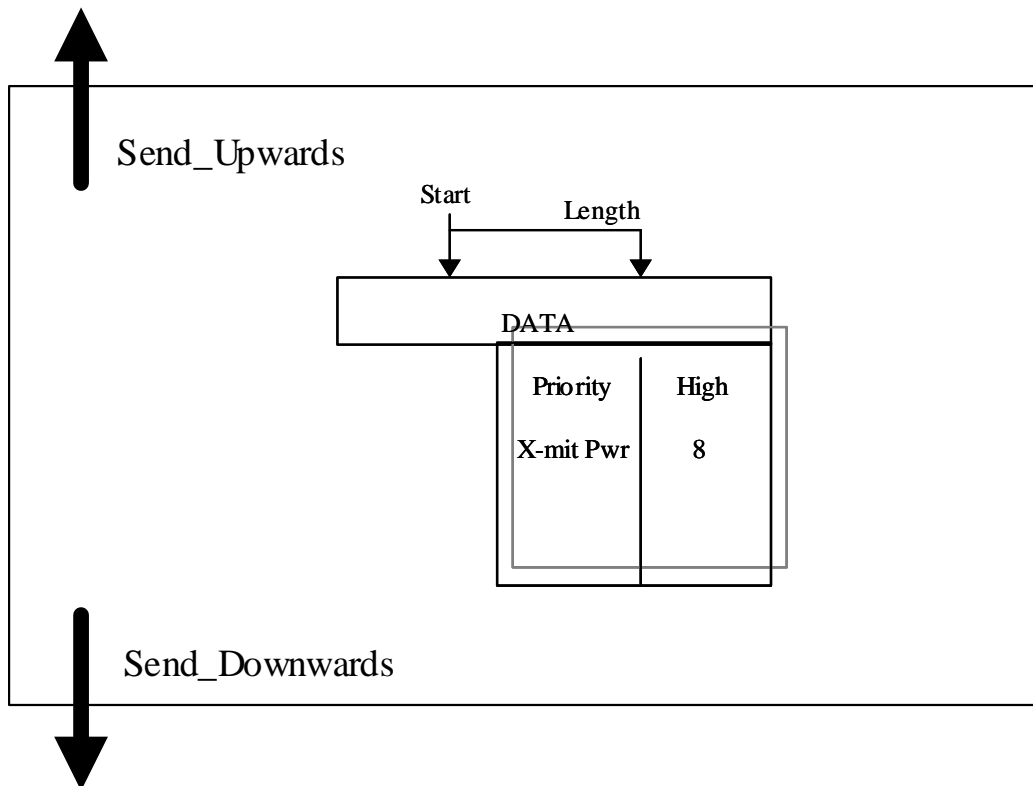 Send_Upwards
Start
Length
DATA
Priority High
X-mit Pwr 8
Send_Downwards